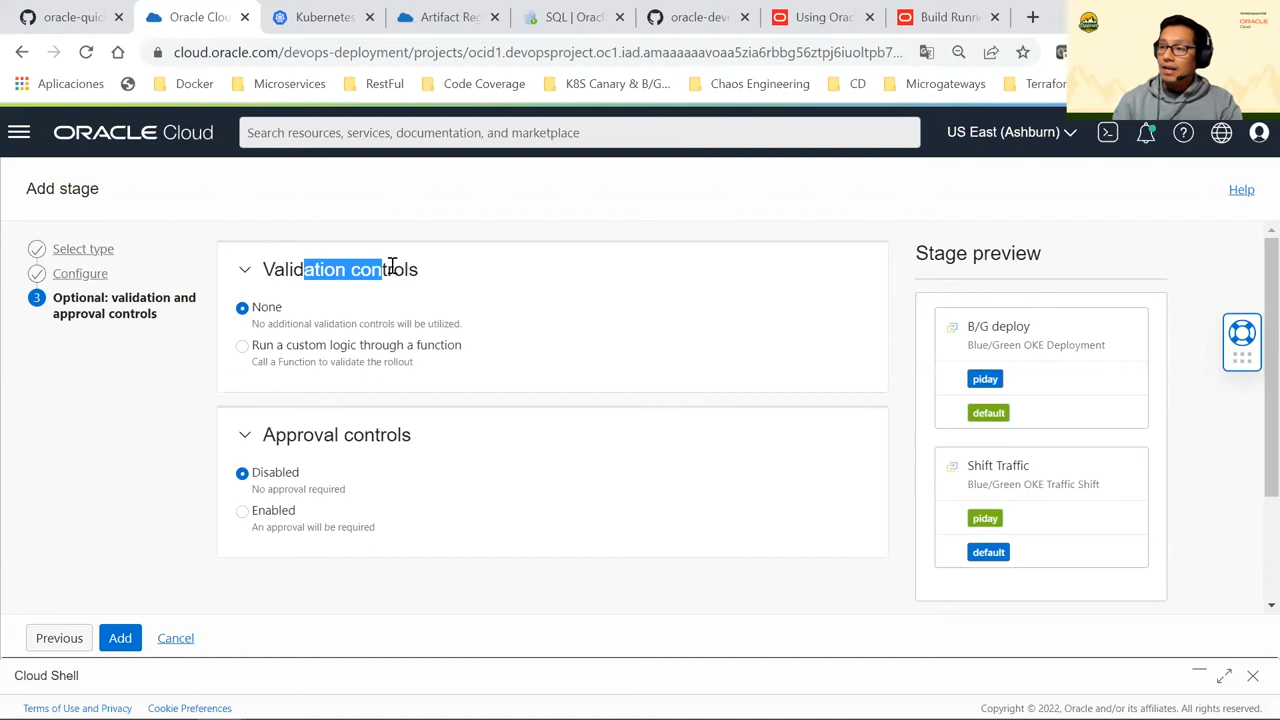 oracle-quic
Oracle Clou
Kubernetes
Artifact Reg
Oracl
oracle-dev
Using Orac
Build Runn
cloud.oracle.com/devops-deployment/projects/ocid1.devopsproject.oc1.iad.amaaaaaavoaa5zia6rbbg56ztpj6iuoltpb7...
Aplicaciones
Docker
Microservices
RestFul
Code-Coverage
K8S Canary & B/G...
Chaos Engineering
CD
Microgateways
Terrafor
ORACLE Cloud
Search resources, services, documentation, and marketplace
US East (Ashburn)
Add stage
Help
Select type
Configure
3
Optional: validation and
approval controls
Validation controls
None
No additional validation controls will be utilized.
Run a custom logic through a function
Call a Function to validate the rollout
Approval controls
Disabled
No approval required
Enabled
An approval will be required
Stage preview
B/G deploy
Blue/Green OKE Deployment
piday
default
Shift Traffic
Blue/Green OKE Traffic Shift
piday
default
Previous
Add
Cancel
Cloud Shell
Terms of Use and Privacy
Cookie Preferences
Copyright © 2022, Oracle and/or its affiliates. All rights reserved.
ORACLE
Cloud